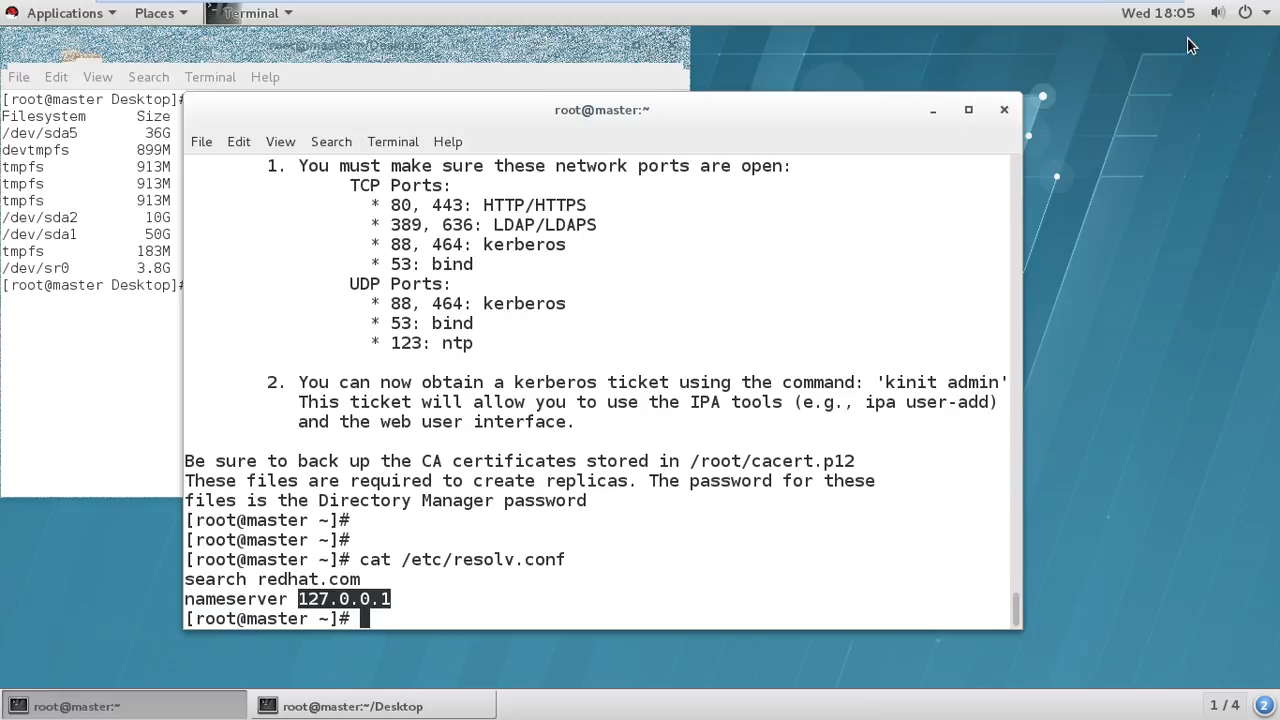 Applications Places Terminal Wed 18:05
root@master:~/Desktop
File Edit View Search Terminal Help
[root@master Desktop]#
Filesystem Size
/dev/sda5 36G
devtmpfs 899M
tmpfs 913M
tmpfs 913M
tmpfs 913M
/dev/sda2 10G
/dev/sda1 50G
tmpfs 183M
/dev/sr0 3.8G
[root@master Desktop]#
root@master:~
File Edit View Search Terminal Help
1. You must make sure these network ports are open:
TCP Ports:
* 80, 443: HTTP/HTTPS
* 389, 636: LDAP/LDAPS
* 88, 464: kerberos
* 53: bind
UDP Ports:
* 88, 464: kerberos
* 53: bind
* 123: ntp
2. You can now obtain a kerberos ticket using the command: 'kinit admin'
This ticket will allow you to use the IPA tools (e.g., ipa user-add)
and the web user interface.
Be sure to back up the CA certificates stored in /root/cacert.p12
These files are required to create replicas. The password for these
files is the Directory Manager password
[root@master ~]#
[root@master ~]#
[root@master ~]# cat /etc/resolv.conf
search redhat.com
nameserver 127.0.0.1
[root@master ~]#
root@master:~ root@master:~/Desktop 1 / 4 2